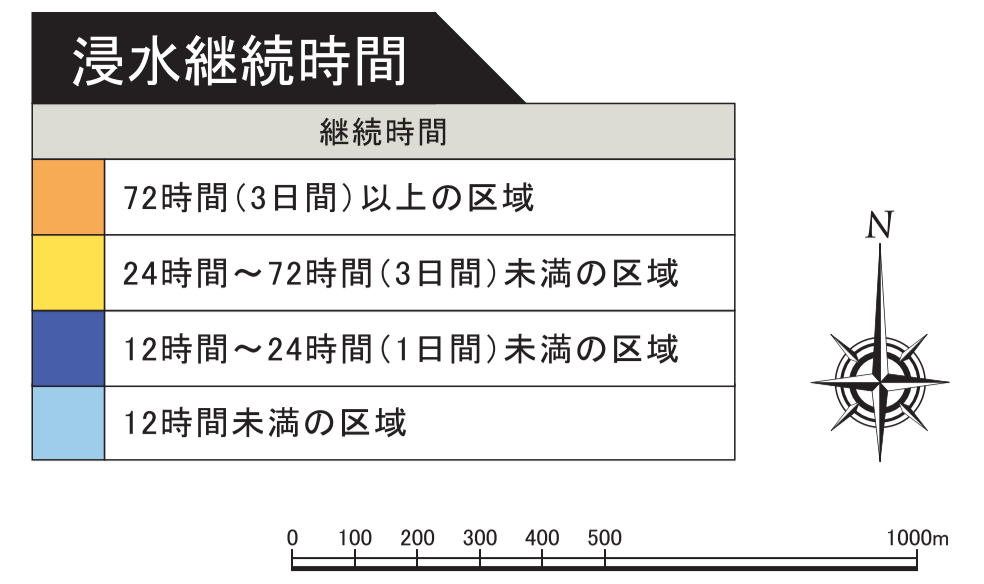 浸水継続時間
継続時間
72時間(3日間)以上の区域
24時間～72時間(3日間)未満の区域
12時間～24時間(1日間)未満の区域
12時間未満の区域
N
0 100 200 300 400 500 1000m